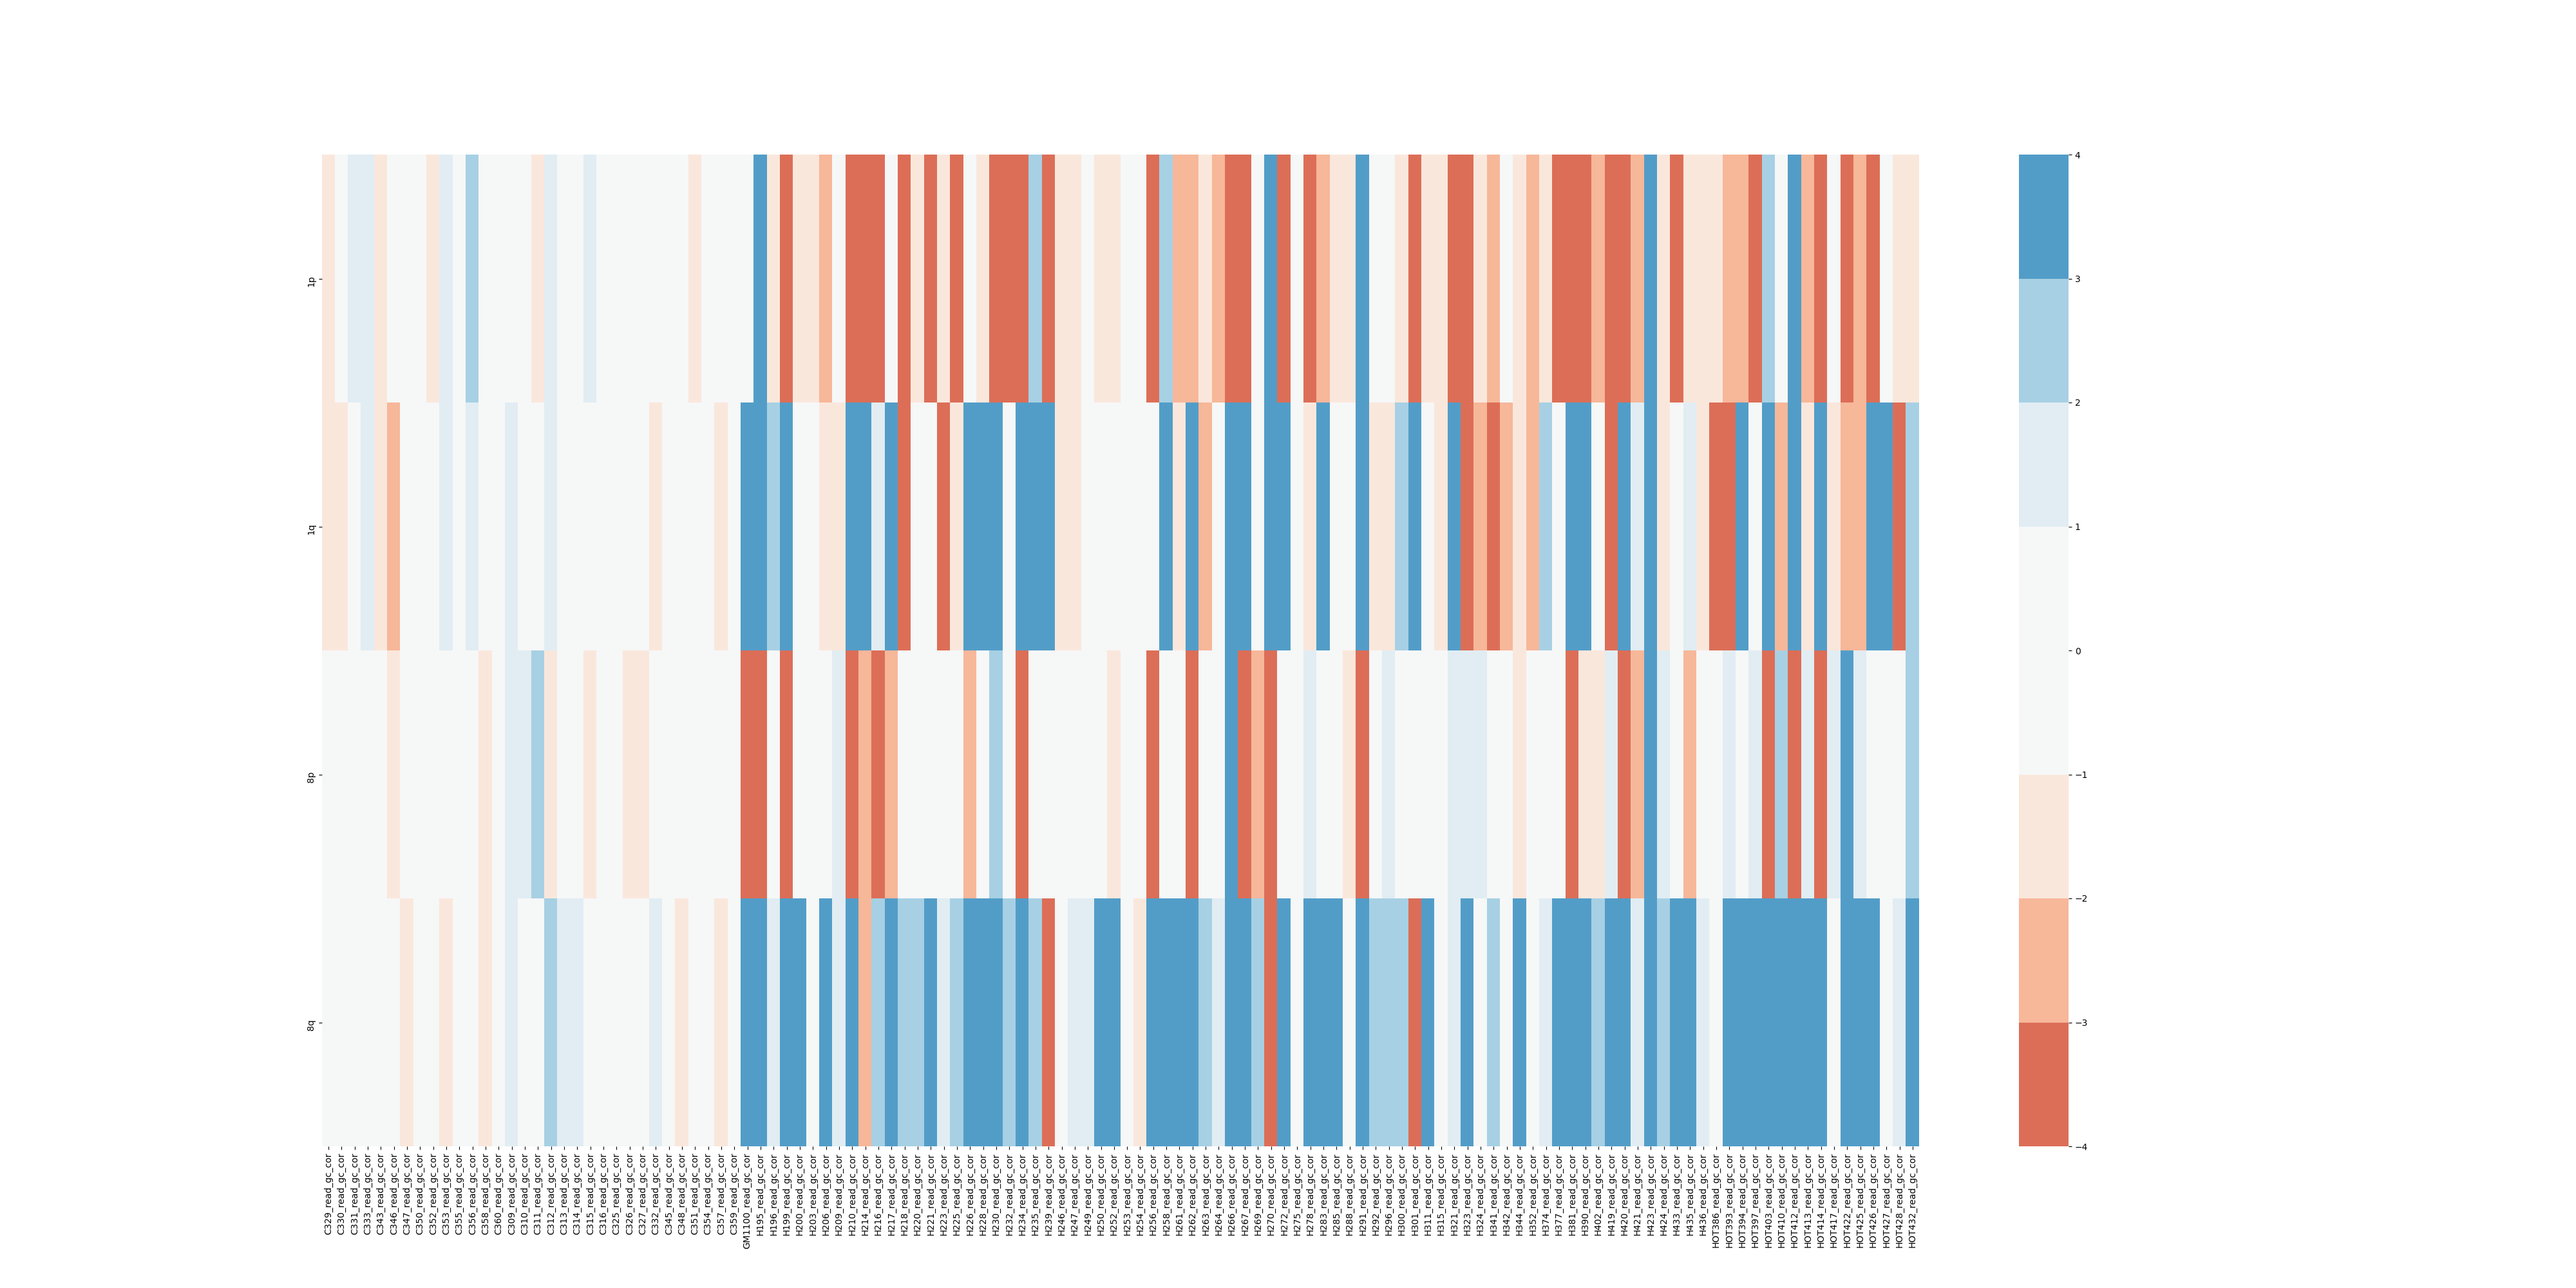 1p
1q
8p
8q
4
3
2
1
0
−1
−2
−3
−4
C329_read_gc_cor
C330_read_gc_cor
C331_read_gc_cor
C333_read_gc_cor
C343_read_gc_cor
C346_read_gc_cor
C347_read_gc_cor
C350_read_gc_cor
C352_read_gc_cor
C353_read_gc_cor
C355_read_gc_cor
C356_read_gc_cor
C358_read_gc_cor
C360_read_gc_cor
C309_read_gc_cor
C310_read_gc_cor
C311_read_gc_cor
C312_read_gc_cor
C313_read_gc_cor
C314_read_gc_cor
C315_read_gc_cor
C316_read_gc_cor
C325_read_gc_cor
C326_read_gc_cor
C327_read_gc_cor
C332_read_gc_cor
C345_read_gc_cor
C348_read_gc_cor
C351_read_gc_cor
C354_read_gc_cor
C357_read_gc_cor
C359_read_gc_cor
GM1100_read_gc_cor
H195_read_gc_cor
H196_read_gc_cor
H199_read_gc_cor
H200_read_gc_cor
H203_read_gc_cor
H206_read_gc_cor
H209_read_gc_cor
H210_read_gc_cor
H214_read_gc_cor
H216_read_gc_cor
H217_read_gc_cor
H218_read_gc_cor
H220_read_gc_cor
H221_read_gc_cor
H223_read_gc_cor
H225_read_gc_cor
H226_read_gc_cor
H228_read_gc_cor
H230_read_gc_cor
H232_read_gc_cor
H234_read_gc_cor
H235_read_gc_cor
H239_read_gc_cor
H246_read_gc_cor
H247_read_gc_cor
H249_read_gc_cor
H250_read_gc_cor
H252_read_gc_cor
H253_read_gc_cor
H254_read_gc_cor
H256_read_gc_cor
H258_read_gc_cor
H261_read_gc_cor
H262_read_gc_cor
H263_read_gc_cor
H264_read_gc_cor
H266_read_gc_cor
H267_read_gc_cor
H269_read_gc_cor
H270_read_gc_cor
H272_read_gc_cor
H275_read_gc_cor
H278_read_gc_cor
H283_read_gc_cor
H285_read_gc_cor
H288_read_gc_cor
H291_read_gc_cor
H292_read_gc_cor
H296_read_gc_cor
H300_read_gc_cor
H301_read_gc_cor
H311_read_gc_cor
H315_read_gc_cor
H321_read_gc_cor
H323_read_gc_cor
H324_read_gc_cor
H341_read_gc_cor
H342_read_gc_cor
H344_read_gc_cor
H352_read_gc_cor
H374_read_gc_cor
H377_read_gc_cor
H381_read_gc_cor
H390_read_gc_cor
H402_read_gc_cor
H419_read_gc_cor
H420_read_gc_cor
H421_read_gc_cor
H423_read_gc_cor
H424_read_gc_cor
H433_read_gc_cor
H435_read_gc_cor
H436_read_gc_cor
HOT386_read_gc_cor
HOT393_read_gc_cor
HOT394_read_gc_cor
HOT397_read_gc_cor
HOT403_read_gc_cor
HOT410_read_gc_cor
HOT412_read_gc_cor
HOT413_read_gc_cor
HOT414_read_gc_cor
HOT417_read_gc_cor
HOT422_read_gc_cor
HOT425_read_gc_cor
HOT426_read_gc_cor
HOT427_read_gc_cor
HOT428_read_gc_cor
HOT432_read_gc_cor